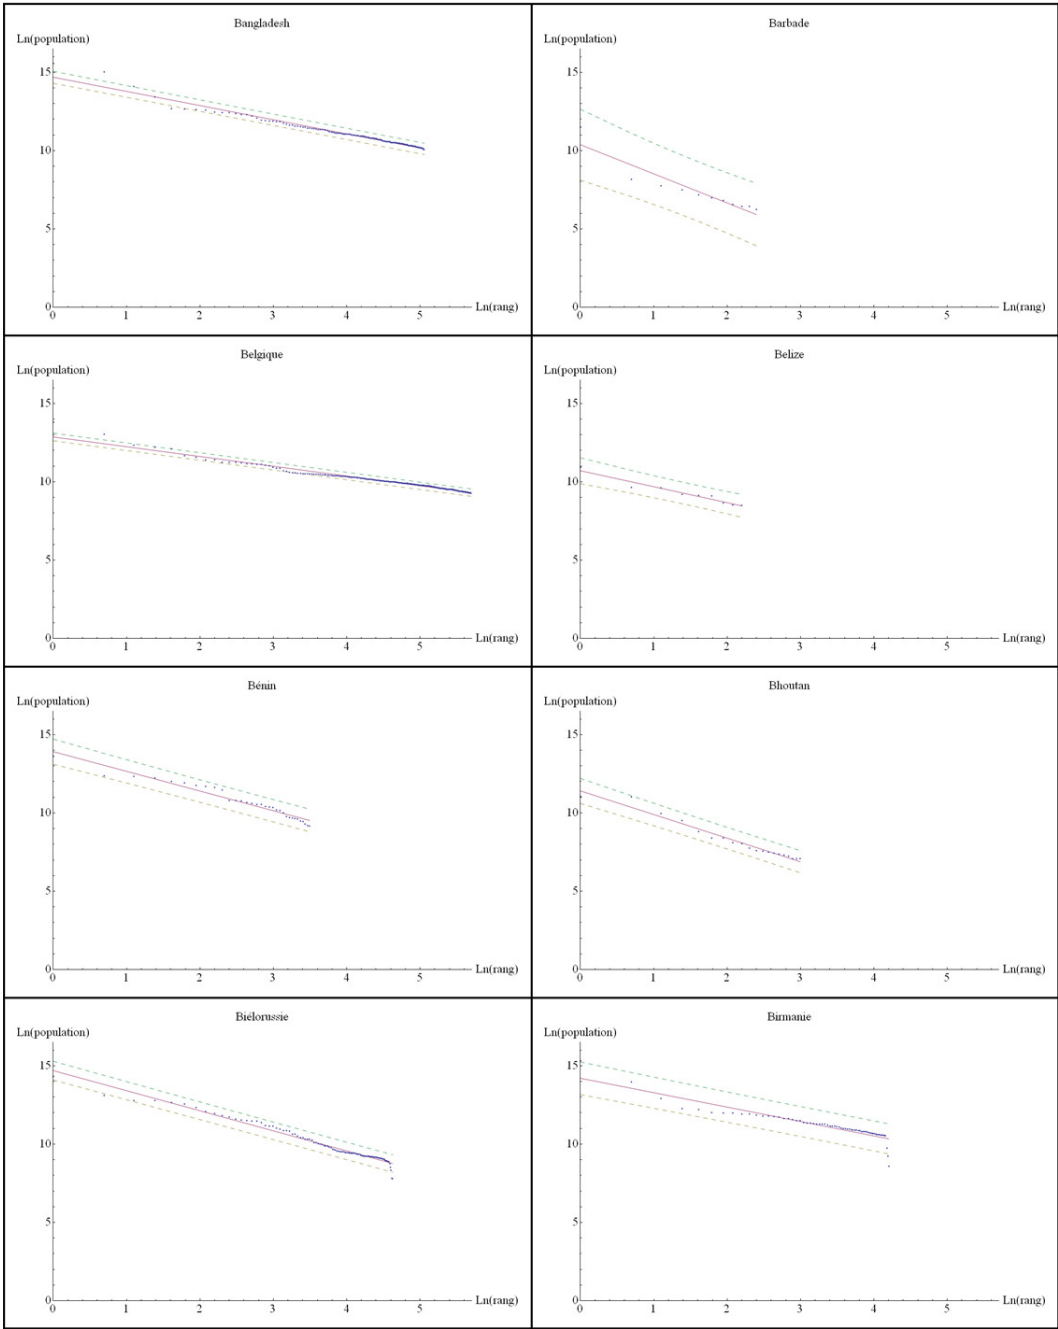 Bangladesh
Ln(population)
15
10
5
0
0 1 2 3 4 5 Ln(rang)
Barbade
Ln(population)
15
10
5
0
0 1 2 3 4 5 Ln(rang)
Belgique
Ln(population)
15
10
5
0
0 1 2 3 4 5 Ln(rang)
Belize
Ln(population)
15
10
5
0
0 1 2 3 4 5 Ln(rang)
Bénin
Ln(population)
15
10
5
0
0 1 2 3 4 5 Ln(rang)
Bhoutan
Ln(population)
15
10
5
0
0 1 2 3 4 5 Ln(rang)
Biélorussie
Ln(population)
15
10
5
0
0 1 2 3 4 5 Ln(rang)
Birmanie
Ln(population)
15
10
5
0
0 1 2 3 4 5 Ln(rang)